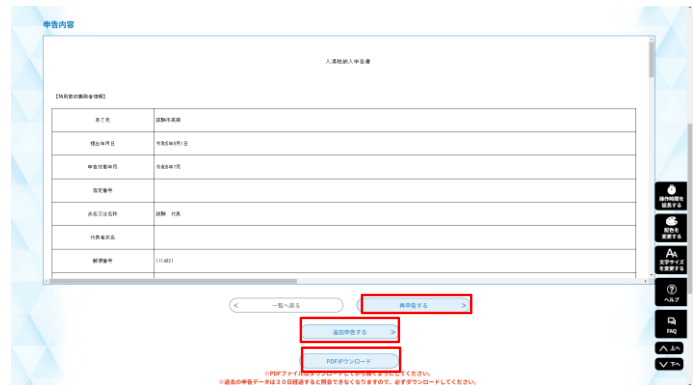 申告内容
入湯税納入申告書
【特別徴収義務者情報】
あて先 試験市長殿
提出年月日 令和5年9月1日
申告対象年月 令和5年7月
指定番号
氏名又は名称 試験 代表
代表者氏名
郵便番号 1114321
操作時間を
延長する
配色を
変更する
文字サイズ
を変更する
ヘルプ
FAQ
上へ
下へ
< 一覧へ戻る
再申告する >
追加申告する >
PDFダウンロード
※PDFファイルはダウンロードしてから開くようにしてください。
※過去の申告データは30日経過すると照会できなくなりますので、必ずダウンロードしてください。